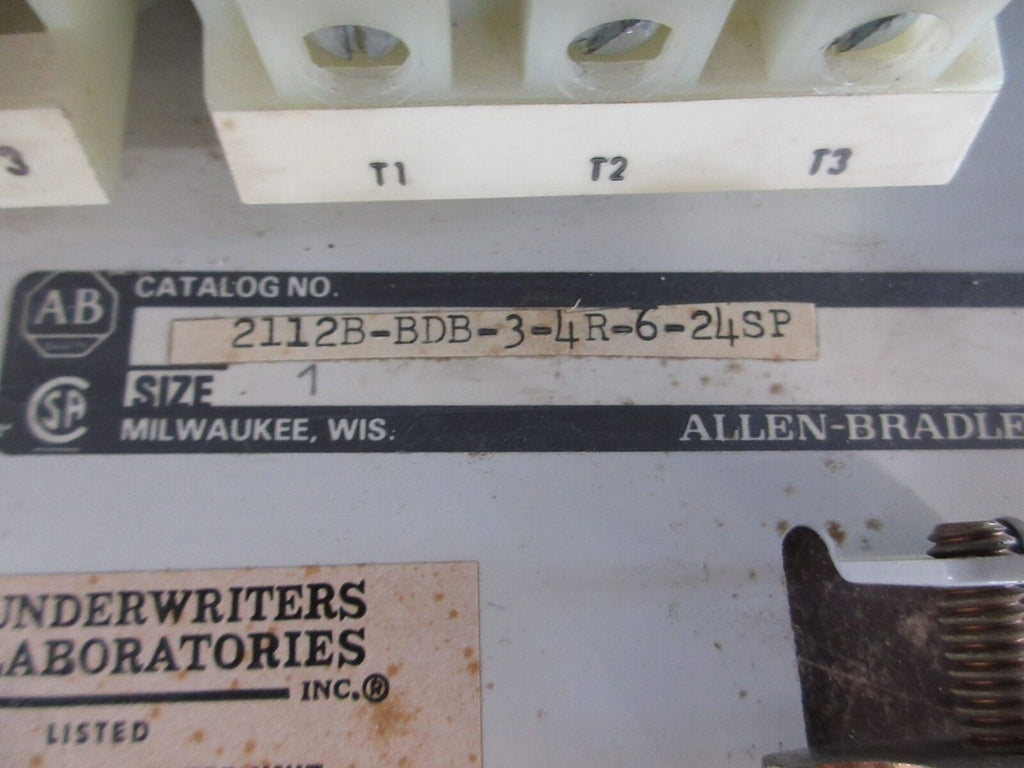 3
T1 T2 T3
AB
CATALOG NO.
2112B-BDB-3-4R-6-24SP
SIZE 1
SA
MILWAUKEE, WIS. ALLEN-BRADLE
UNDERWRITERS
LABORATORIES
INC.®
LISTED